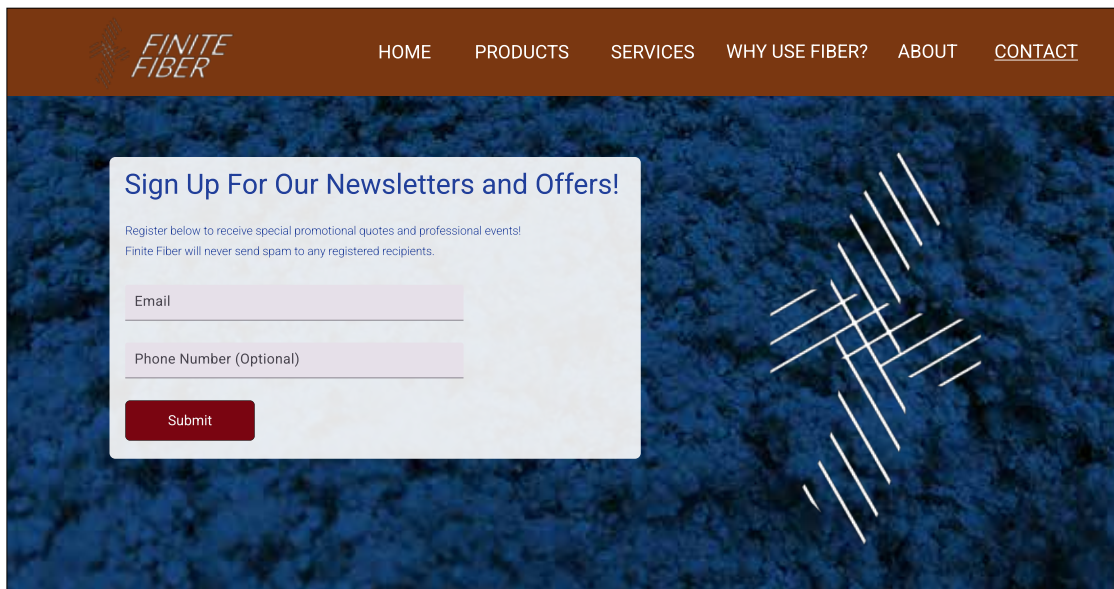 FINITE
FIBER
HOME PRODUCTS SERVICES WHY USE FIBER? ABOUT CONTACT
Sign Up For Our Newsletters and Offers!
Register below to receive special promotional quotes and professional events!
Finite Fiber will never send spam to any registered recipients.
Email
Phone Number (Optional)
Submit